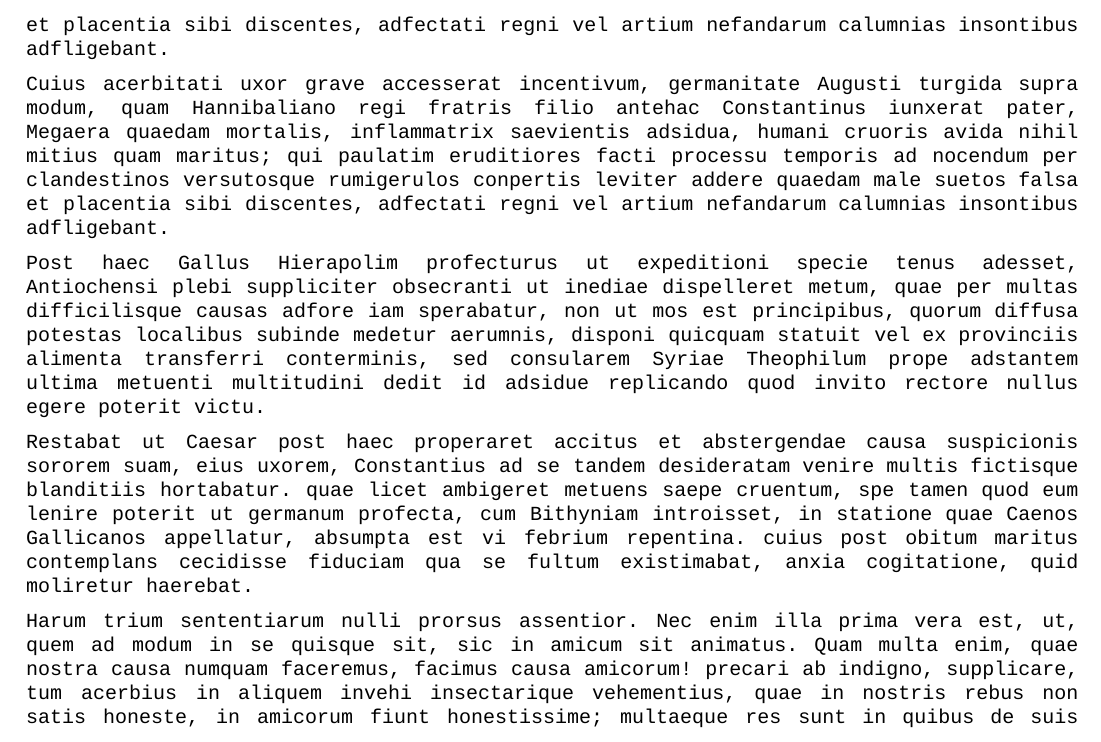 et placentia sibi discentes, adfectati regni vel artium nefandarum calumnias insontibus
adfligebant.
Cuius acerbitati uxor grave accesserat incentivum, germanitate Augusti turgida supra
modum, quam Hannibaliano regi fratris filio antehac Constantinus iunxerat pater,
Megaera quaedam mortalis, inflammatrix saevientis adsidua, humani cruoris avida nihil
mitius quam maritus; qui paulatim eruditiores facti processu temporis ad nocendum per
clandestinos versutosque rumigerulos conpertis leviter addere quaedam male suetos falsa
et placentia sibi discentes, adfectati regni vel artium nefandarum calumnias insontibus
adfligebant.
Post haec Gallus Hierapolim profecturus ut expeditioni specie tenus adesset,
Antiochensi plebi suppliciter obsecranti ut inediae dispelleret metum, quae per multas
difficilisque causas adfore iam sperabatur, non ut mos est principibus, quorum diffusa
potestas localibus subinde medetur aerumnis, disponi quicquam statuit vel ex provinciis
alimenta transferri conterminis, sed consularem Syriae Theophilum prope adstantem
ultima metuenti multitudini dedit id adsidue replicando quod invito rectore nullus
egere poterit victu.
Restabat ut Caesar post haec properaret accitus et abstergendae causa suspicionis
sororem suam, eius uxorem, Constantius ad se tandem desideratam venire multis fictisque
blanditiis hortabatur. quae licet ambigeret metuens saepe cruentum, spe tamen quod eum
lenire poterit ut germanum profecta, cum Bithyniam introisset, in statione quae Caenos
Gallicanos appellatur, absumpta est vi febrium repentina. cuius post obitum maritus
contemplans cecidisse fiduciam qua se fultum existimabat, anxia cogitatione, quid
moliretur haerebat.
Harum trium sententiarum nulli prorsus assentior. Nec enim illa prima vera est, ut,
quem ad modum in se quisque sit, sic in amicum sit animatus. Quam multa enim, quae
nostra causa numquam faceremus, facimus causa amicorum! precari ab indigno, supplicare,
tum acerbius in aliquem invehi insectarique vehementius, quae in nostris rebus non
satis honeste, in amicorum fiunt honestissime; multaeque res sunt in quibus de suis